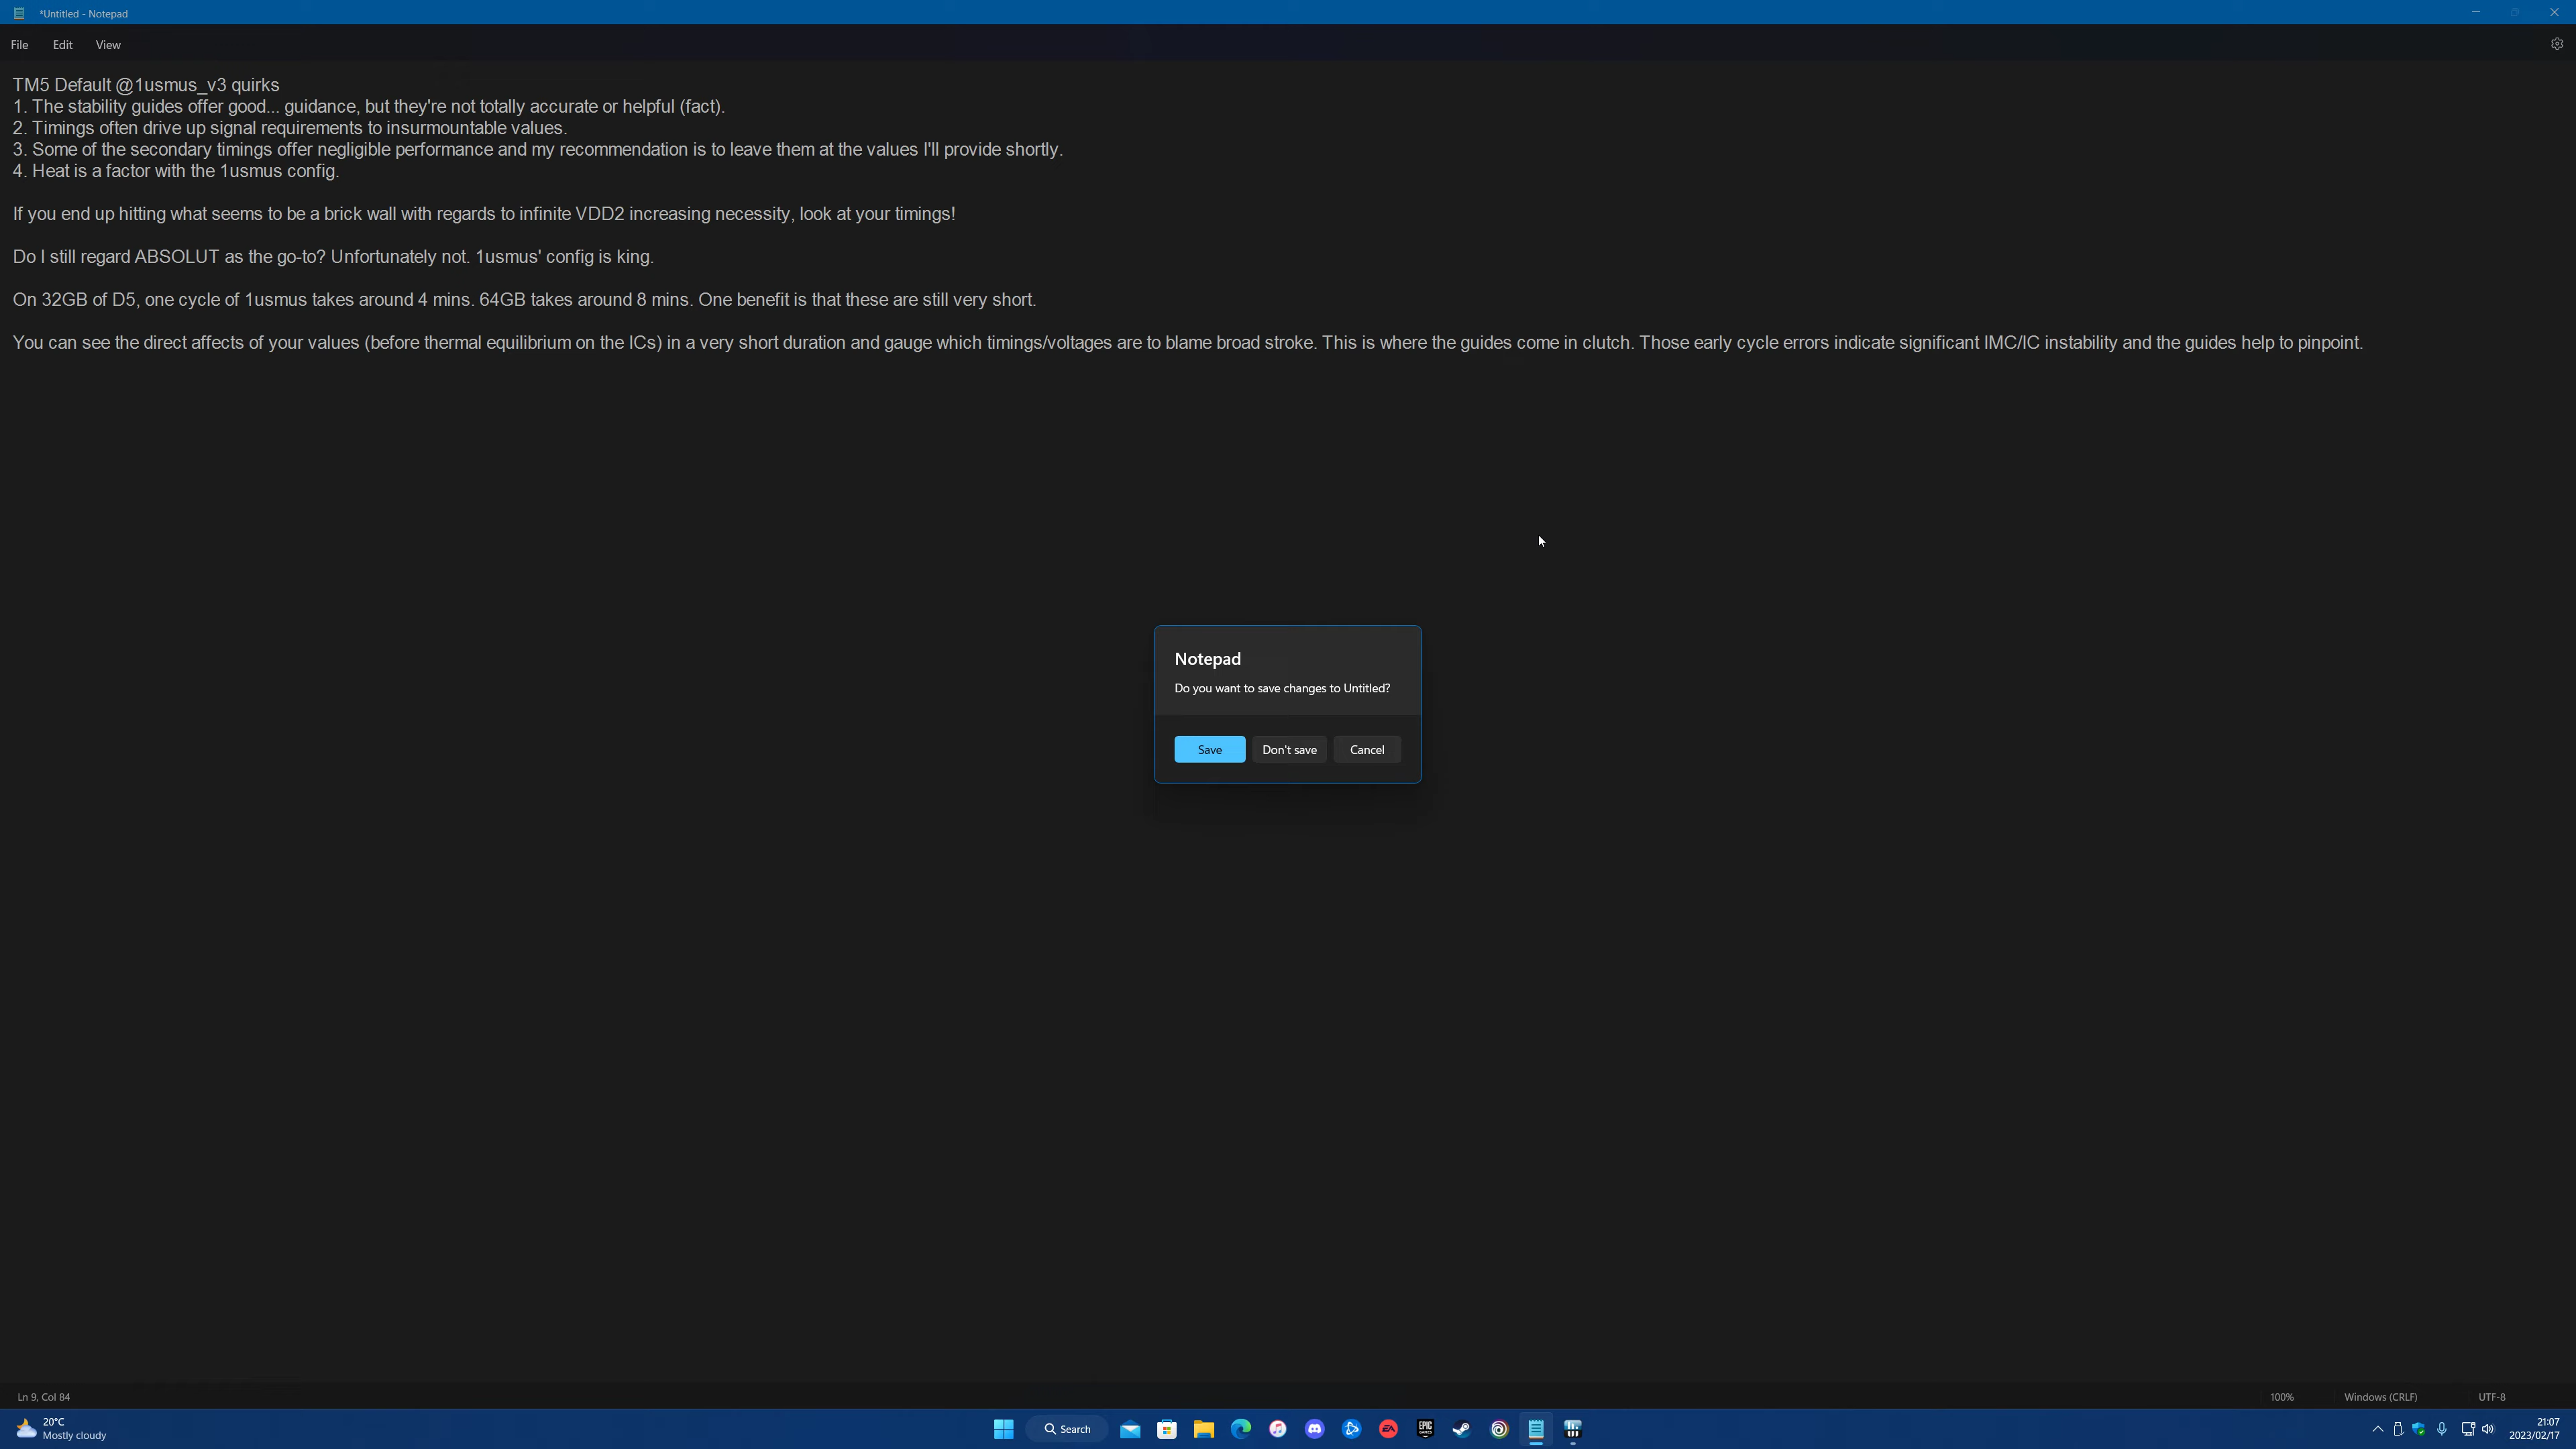 *Untitled - Notepad
File Edit View
TM5 Default @1usmus_v3 quirks
1. The stability guides offer good... guidance, but they're not totally accurate or helpful (fact).
2. Timings often drive up signal requirements to insurmountable values.
3. Some of the secondary timings offer negligible performance and my recommendation is to leave them at the values I'll provide shortly.
4. Heat is a factor with the 1usmus config.
If you end up hitting what seems to be a brick wall with regards to infinite VDD2 increasing necessity, look at your timings!
Do I still regard ABSOLUT as the go-to? Unfortunately not. 1usmus' config is king.
On 32GB of D5, one cycle of 1usmus takes around 4 mins. 64GB takes around 8 mins. One benefit is that these are still very short.
You can see the direct affects of your values (before thermal equilibrium on the ICs) in a very short duration and gauge which timings/voltages are to blame broad stroke. This is where the guides come in clutch. Those early cycle errors indicate significant IMC/IC instability and the guides help to pinpoint.
Notepad
Do you want to save changes to Untitled?
Save Don't save Cancel
Ln 9, Col 84 100% Windows (CRLF) UTF-8
20°C
Mostly cloudy
Search
EA
EPIC
GAMES
21:07
2023/02/17